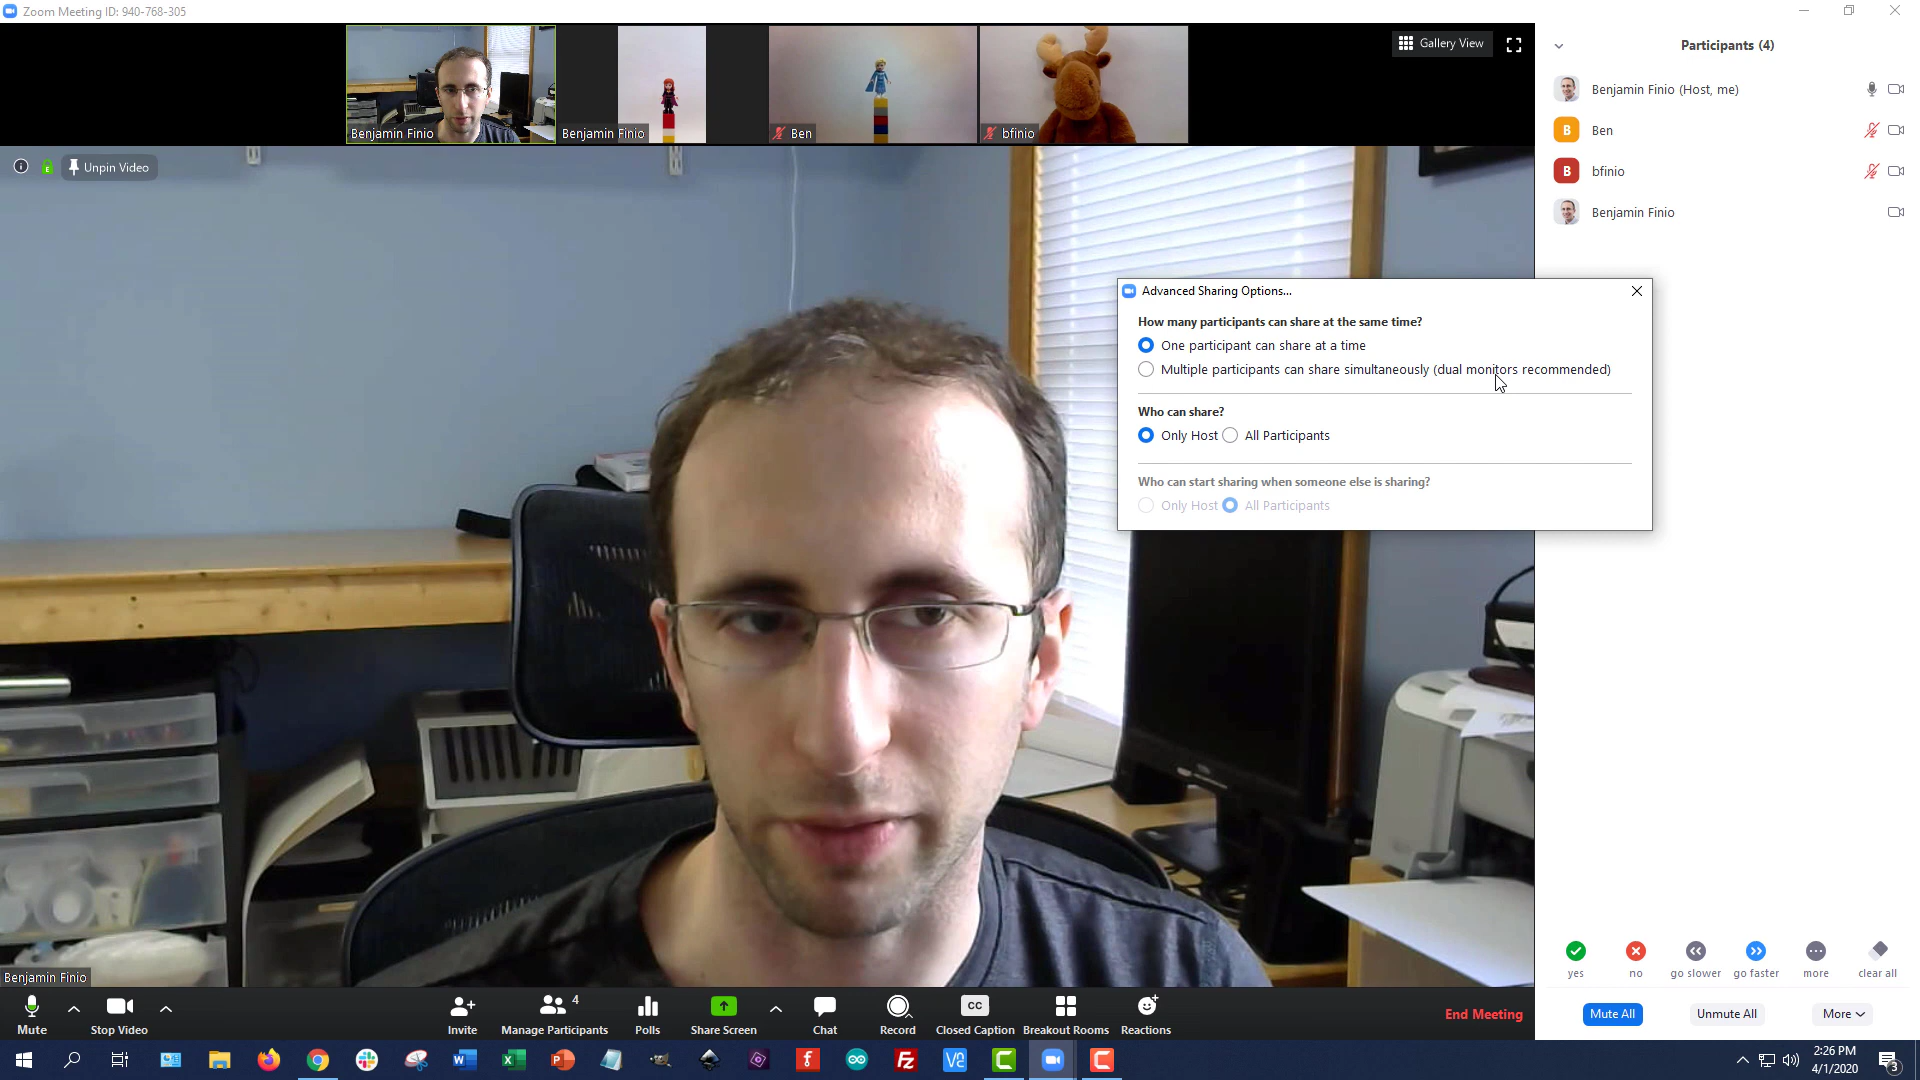 Zoom Meeting ID: 940-768-305
Gallery View
Benjamin Finio
Benjamin Finio
Ben
bfinio
Unpin Video
Participants (4)
Benjamin Finio (Host, me)
B Ben
B bfinio
Benjamin Finio
Advanced Sharing Options...
How many participants can share at the same time?
One participant can share at a time
Multiple participants can share simultaneously (dual monitors recommended)
Who can share?
Only Host All Participants
Who can start sharing when someone else is sharing?
Only Host All Participants
Benjamin Finio
yes no go slower go faster more clear all
Mute Stop Video Invite Manage Participants 4 Polls Share Screen Chat Record CC Closed Caption Breakout Rooms Reactions End Meeting
Mute All Unmute All More
2:26 PM
4/1/2020
3